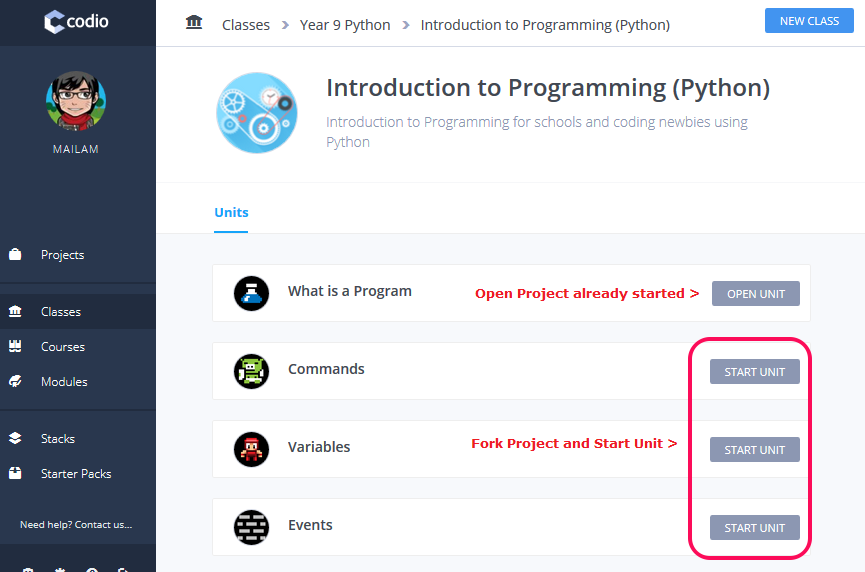 codio
MAILAM
Projects
Classes
Courses
Modules
Stacks
Starter Packs
Need help? Contact us...
Classes > Year 9 Python > Introduction to Programming (Python)
NEW CLASS
Introduction to Programming (Python)
Introduction to Programming for schools and coding newbies using
Python
Units
What is a Program
Open Project already started >
OPEN UNIT
Commands
START UNIT
Variables
Fork Project and Start Unit >
START UNIT
Events
START UNIT